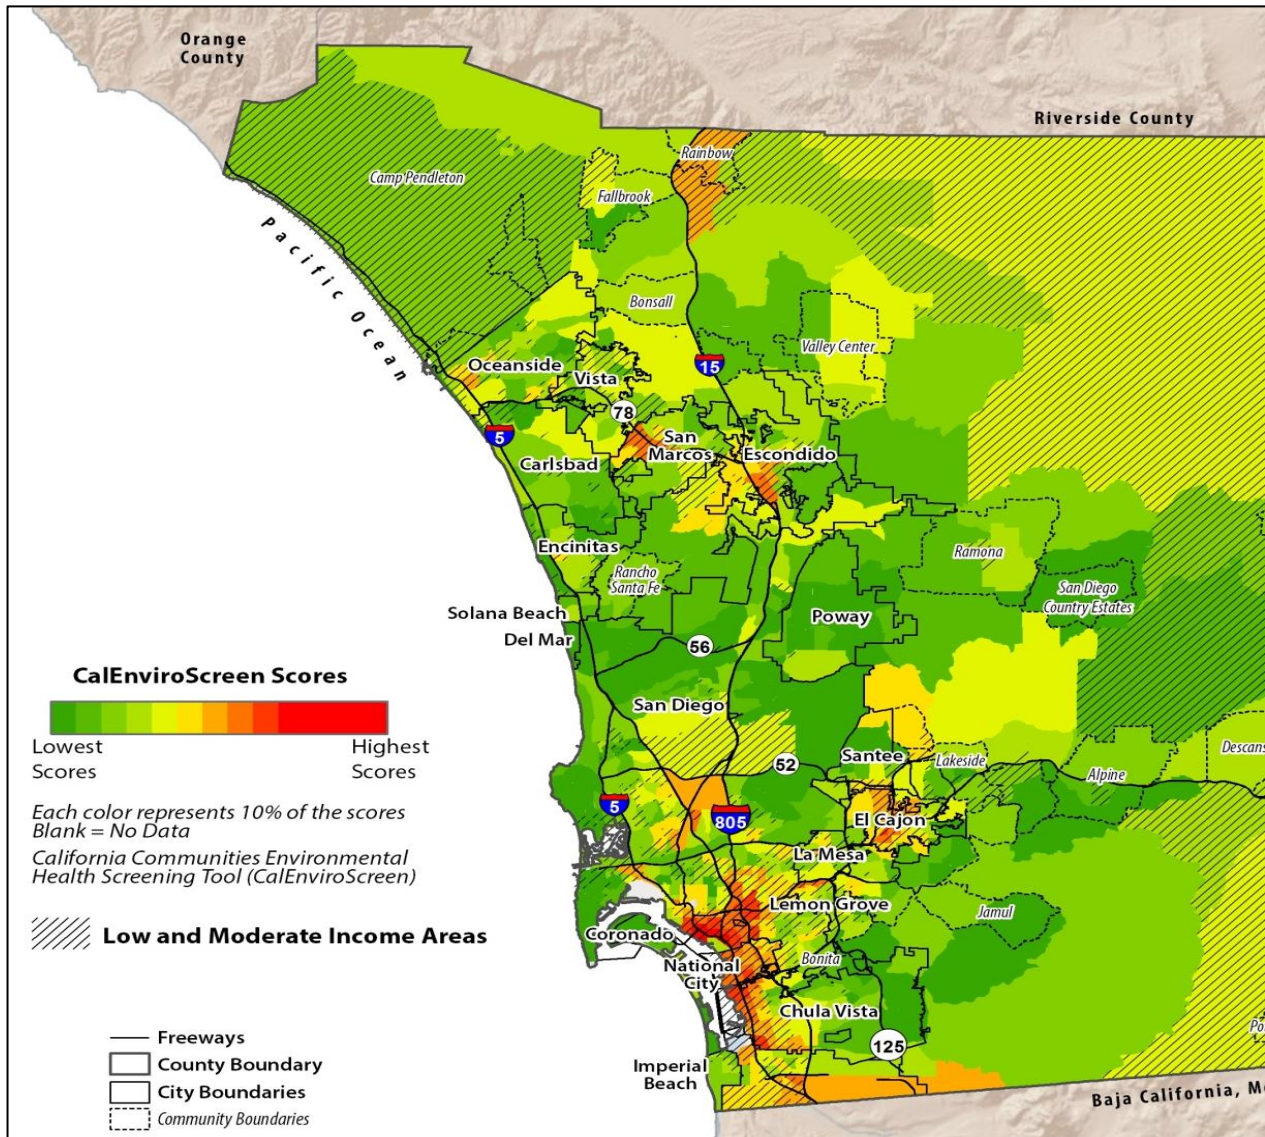 Orange
County
Riverside County
Rainbow
Camp Pendleton
Fallbrook
Pacific Ocean
Bonsall
Valley Center
15
Oceanside
Vista
78
5
San
Marcos
Escondido
Carlsbad
Encinitas
Rancho
Santa Fe
Ramona
San Diego
Country Estates
Solana Beach
Poway
Del Mar
56
San Diego
CalEnviroScreen Scores
Lowest
Scores
Highest
Scores
Santee
Lakeside
52
Alpine
Descans
5
805
El Cajon
Each color represents 10% of the scores
Blank = No Data
California Communities Environmental
Health Screening Tool (CalEnviroScreen)
La Mesa
Lemon Grove
Jamul
Low and Moderate Income Areas
Coronado
National
City
Bonita
Chula Vista
125
Freeways
County Boundary
City Boundaries
Community Boundaries
Imperial
Beach
Po
Baja California, Me